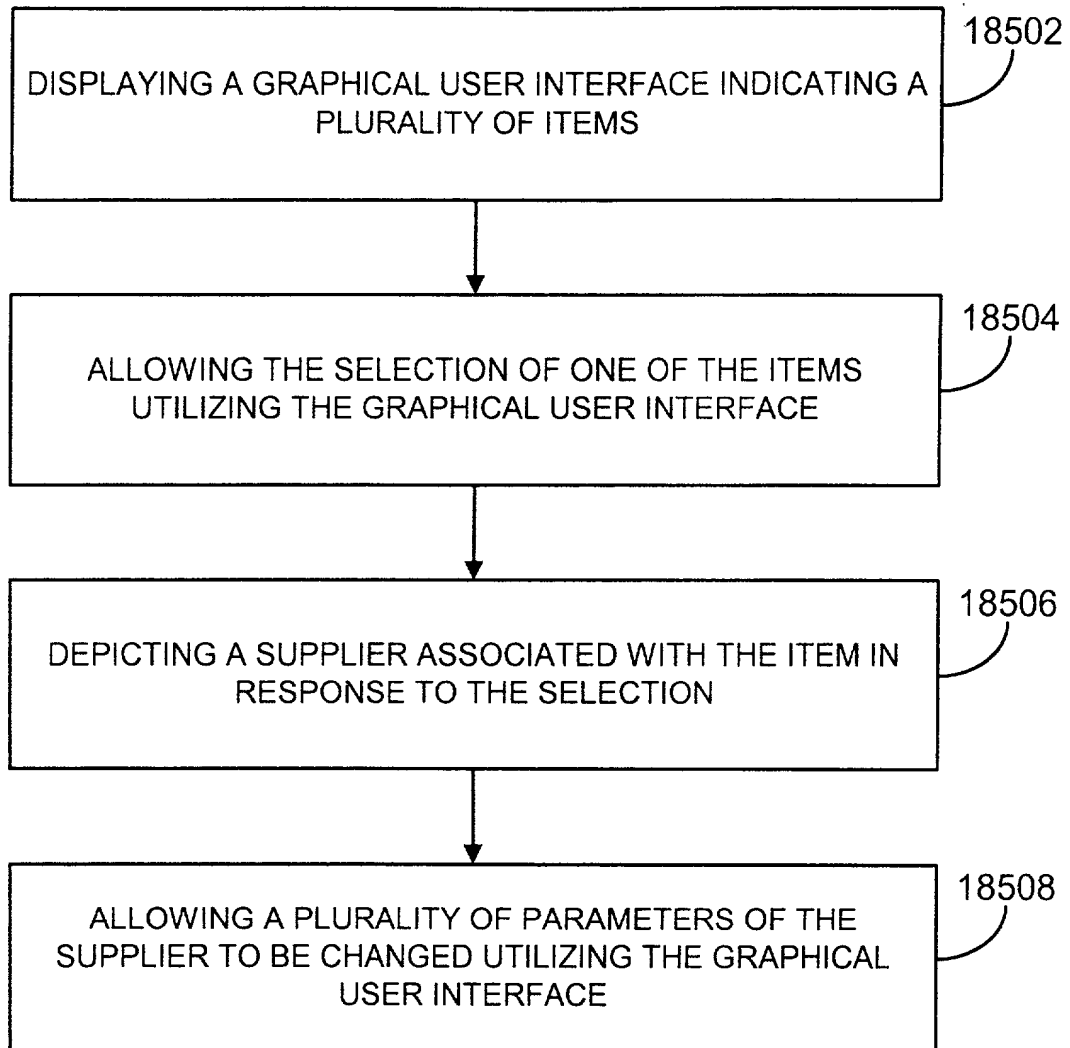 18502
DISPLAYING A GRAPHICAL USER INTERFACE INDICATING A
PLURALITY OF ITEMS
18504
ALLOWING THE SELECTION OF ONE OF THE ITEMS
UTILIZING THE GRAPHICAL USER INTERFACE
18506
DEPICTING A SUPPLIER ASSOCIATED WITH THE ITEM IN
RESPONSE TO THE SELECTION
18508
ALLOWING A PLURALITY OF PARAMETERS OF THE
SUPPLIER TO BE CHANGED UTILIZING THE GRAPHICAL
USER INTERFACE